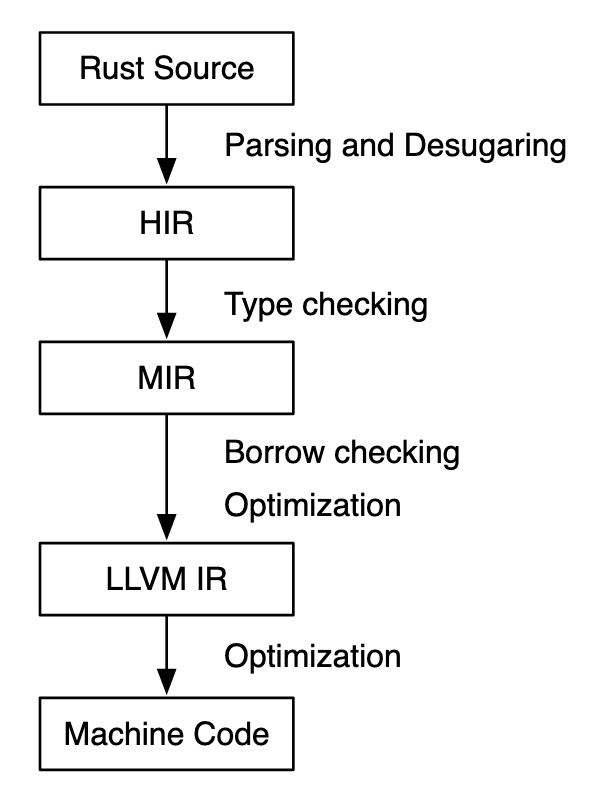 Rust Source
Parsing and Desugaring
HIR
Type checking
MIR
Borrow checking
Optimization
LLVM IR
Optimization
Machine Code